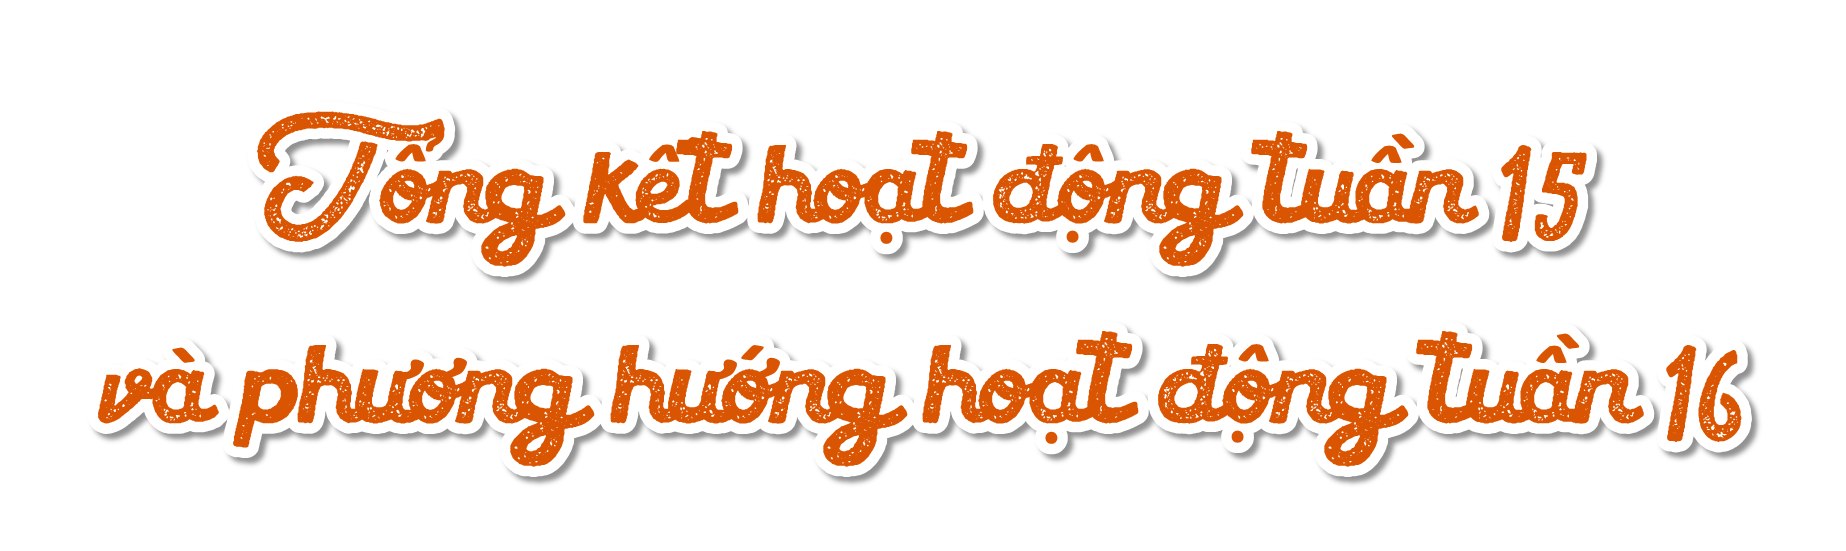 Tổng kết hoạt động tuần 15
và phương hướng hoạt động tuần 16